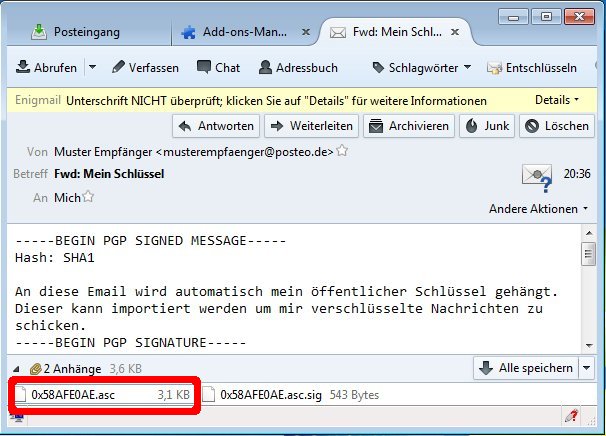 Posteingang
Add-ons-Man...
Fwd: Mein Schl...
Abrufen
Verfassen
Chat
Adressbuch
Schlagwörter
Entschlüsseln
Enigmail Unterschrift NICHT überprüft; klicken Sie auf "Details" für weitere Informationen
Details
Antworten
Weiterleiten
Archivieren
Junk
Löschen
Von Muster Empfänger <musterempfaenger@posteo.de>
Betreff Fwd: Mein Schlüssel
20:36
An Mich
Andere Aktionen
-----BEGIN PGP SIGNED MESSAGE-----
Hash: SHA1
An diese Email wird automatisch mein öffentlicher Schlüssel gehängt.
Dieser kann importiert werden um mir verschlüsselte Nachrichten zu
schicken.
-----BEGIN PGP SIGNATURE-----
2 Anhänge 3,6 KB
Alle speichern
0x58AFE0AE.asc 3,1 KB
0x58AFE0AE.asc.sig 543 Bytes